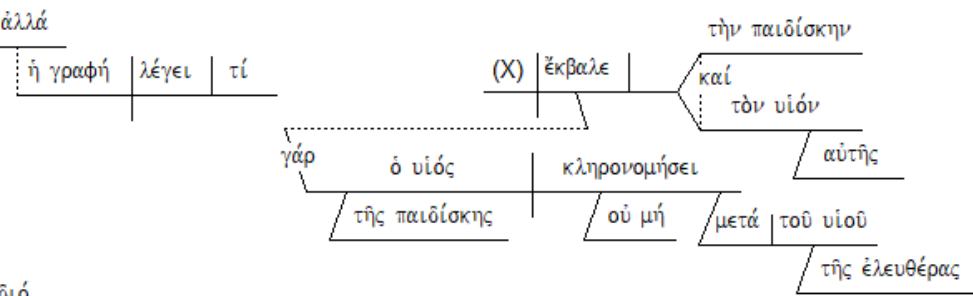 ἀλλά
ἡ γραφή λέγει τί
(X) ἔκβαλε
τὴν παιδίσκην
καί
τὸν υἱόν
αὐτῆς
γάρ
ὁ υἱός κληρονομήσει
τῆς παιδίσκης οὐ μή μετά τοῦ υἱοῦ
τῆς ἐλευθέρας